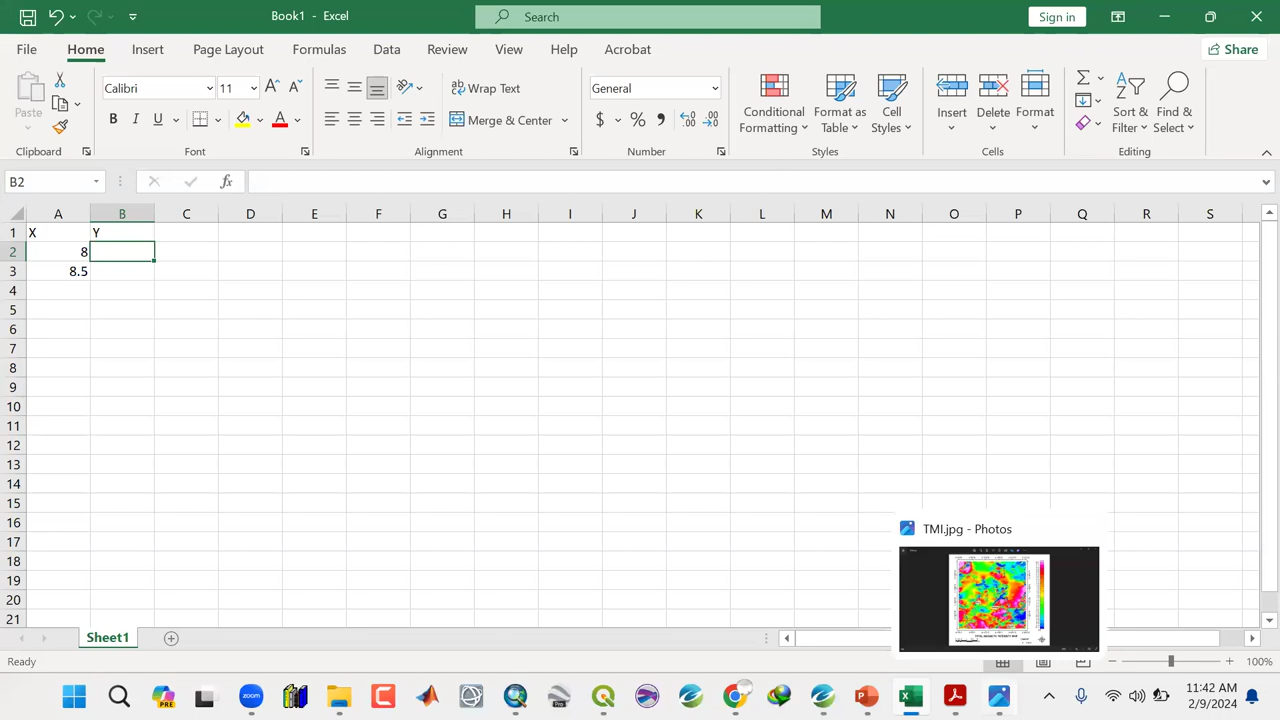 Book1 - Excel
Search
Sign in
File Home Insert Page Layout Formulas Data Review View Help Acrobat
Share
Paste
Calibri 11
B I U
Wrap Text
Merge & Center
General
$ % ,
Conditional Formatting
Format as Table
Cell Styles
Insert
Delete
Format
Sort & Filter
Find & Select
Clipboard Font Alignment Number Styles Cells Editing
B2
fx
A B C D E F G H I J K L M N O P Q R S
1 X Y
2 8
3 8.5
4
5
6
7
8
9
10
11
12
13
14
15
16
17
18
19
20
21
TMI.jpg - Photos
Sheet1
Ready
100%
PRE
zoom
11:42 AM
2/9/2024